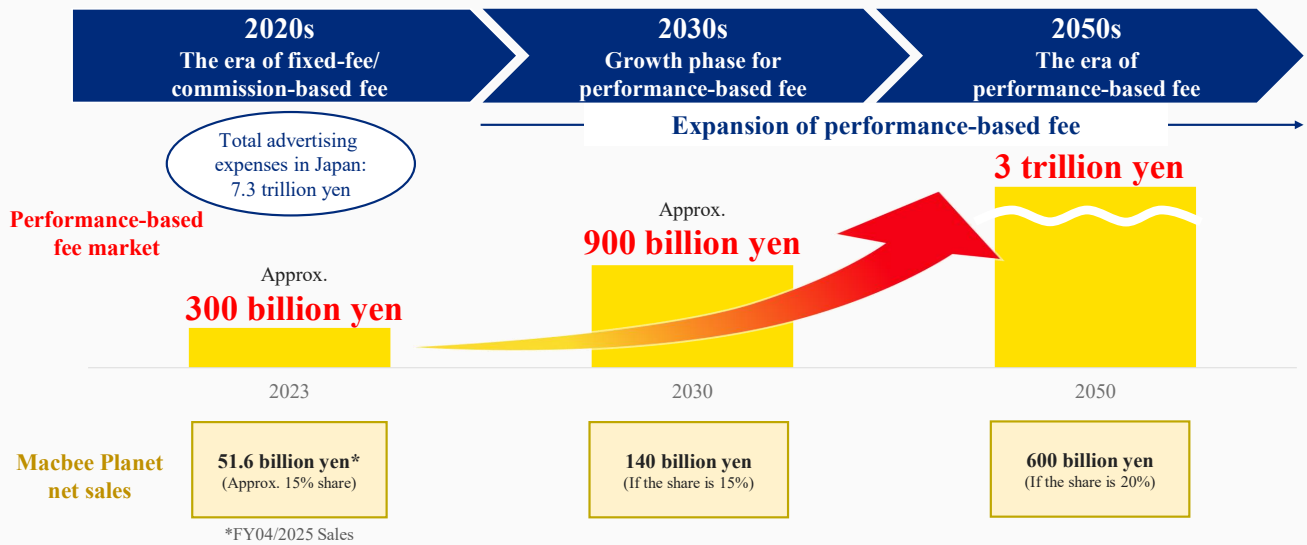 2020s
The era of fixed-fee/
commission-based fee
2030s
Growth phase for
performance-based fee
2050s
The era of
performance-based fee
Expansion of performance-based fee
Total advertising
expenses in Japan:
7.3 trillion yen
Performance-based
fee market
Approx.
300 billion yen
Approx.
900 billion yen
3 trillion yen
2023
2030
2050
Macbee Planet
net sales
51.6 billion yen*
(Approx. 15% share)
140 billion yen
(If the share is 15%)
600 billion yen
(If the share is 20%)
*FY04/2025 Sales